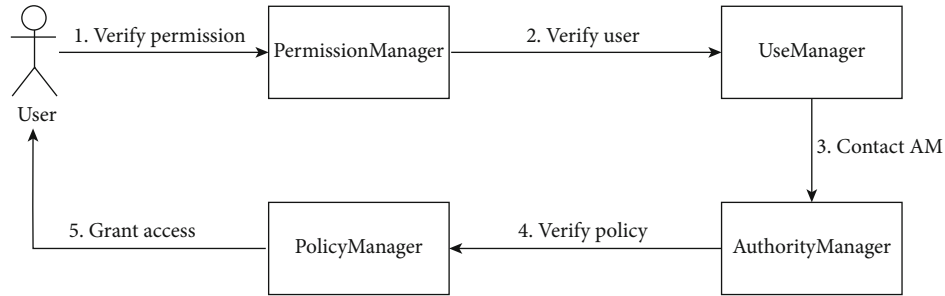 1. Verify permission
PermissionManager
2. Verify user
UseManager
User
3. Contact AM
5. Grant access
PolicyManager
4. Verify policy
AuthorityManager